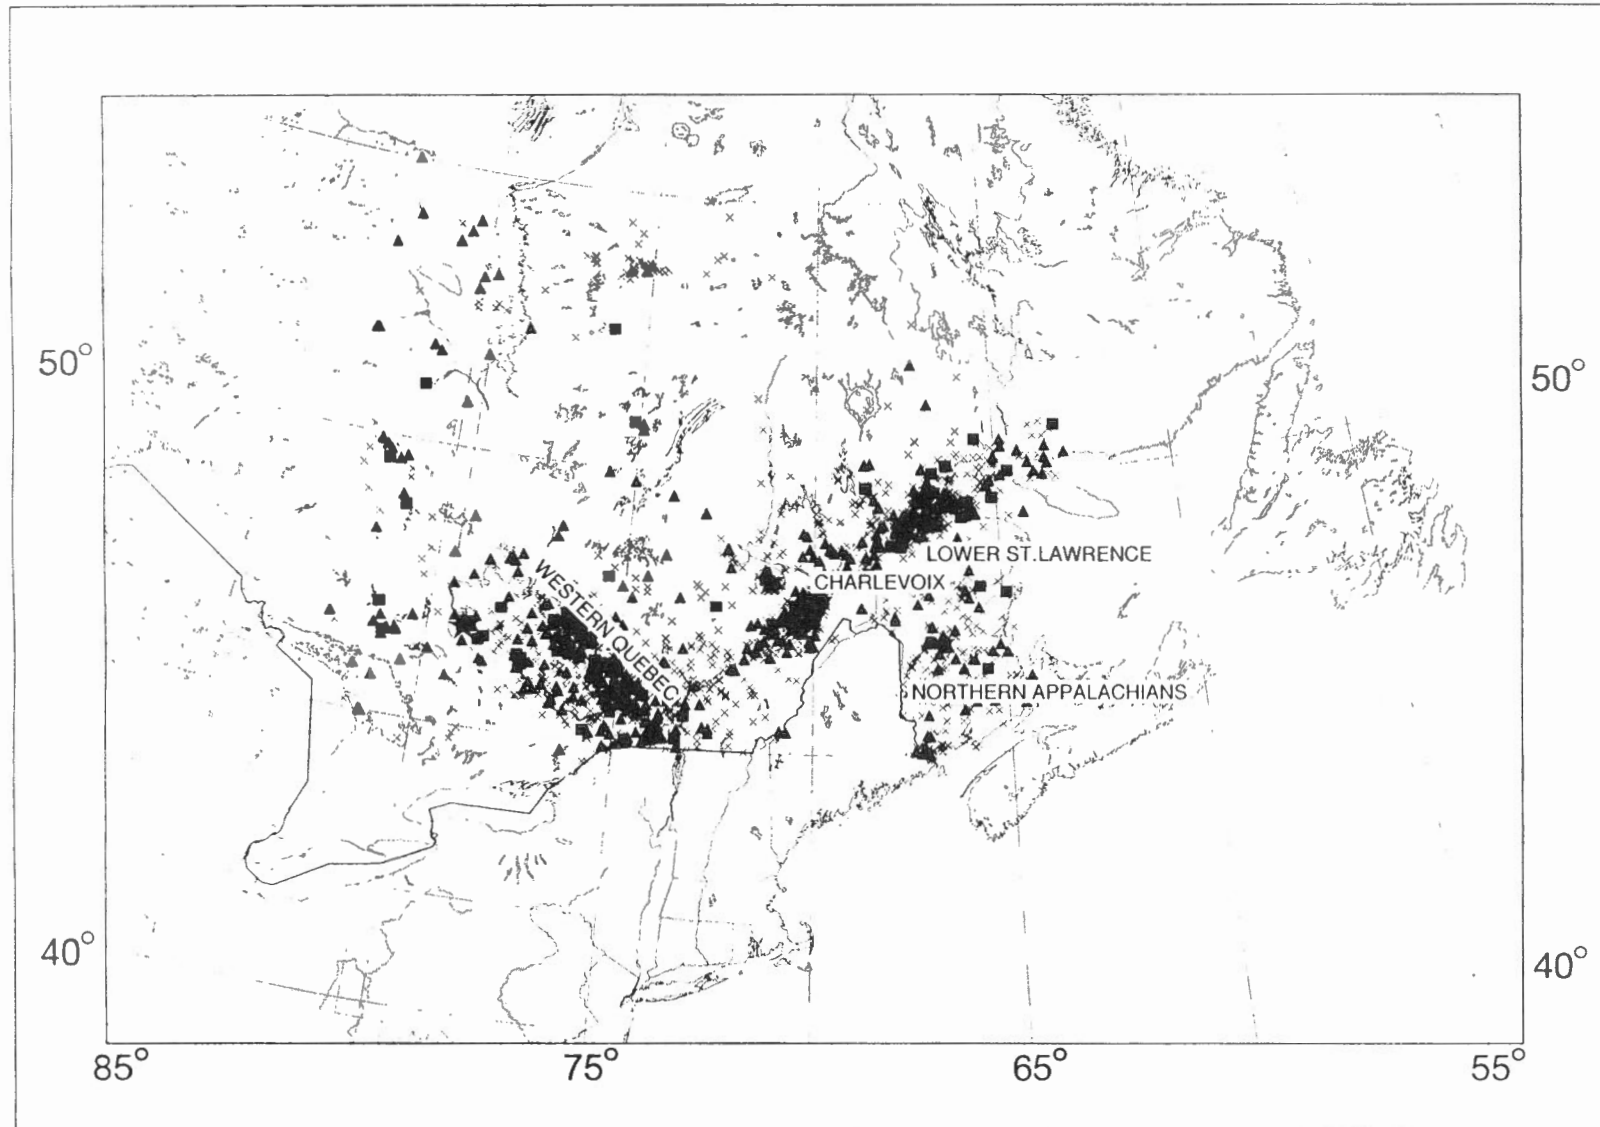 50° 50°
LOWER ST.LAWRENCE
CHARLEVOIX
WESTERN QUEBEC
NORTHERN APPALACHIANS
40° 40°
85° 75° 65° 55°